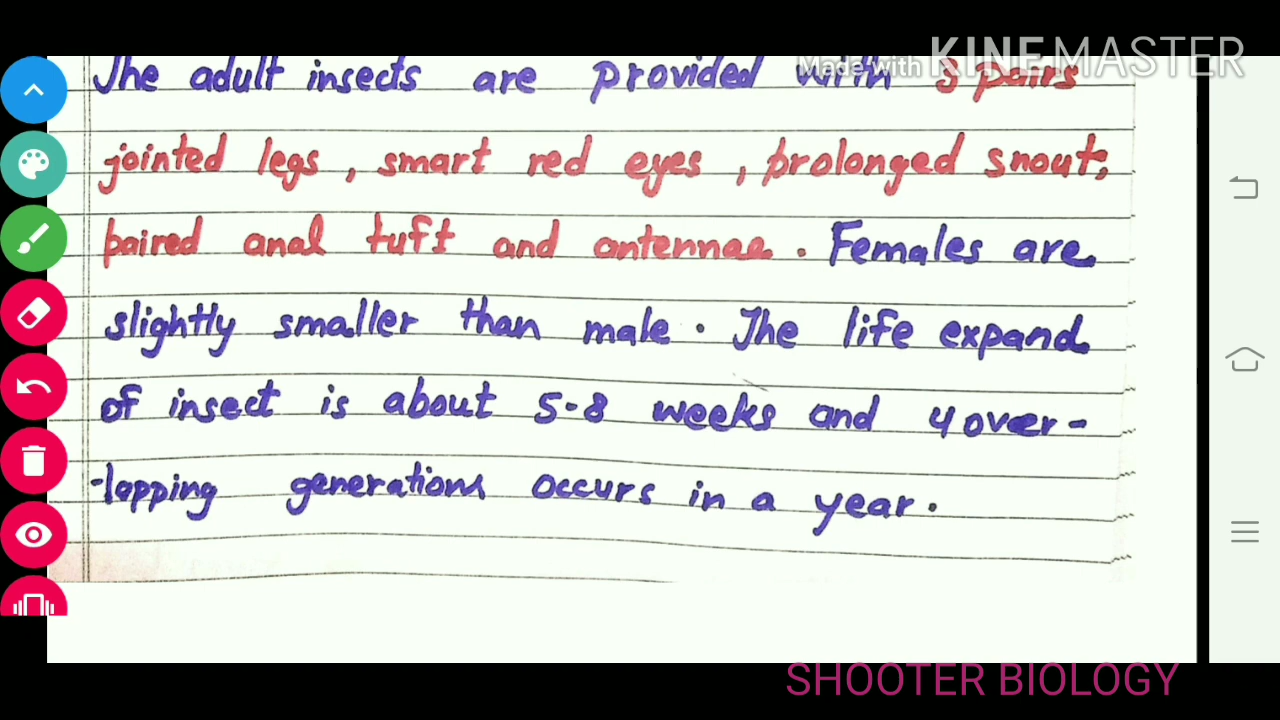 Made with KINEMASTER
The adult insects are provided with 3 pairs
jointed legs, smart red eyes, prolonged snout,
paired anal tuft and antennae. Females are
slightly smaller than male. The life expand
of insect is about 5-8 weeks and 4 over-
-lapping generations occurs in a year.
SHOOTER BIOLOGY